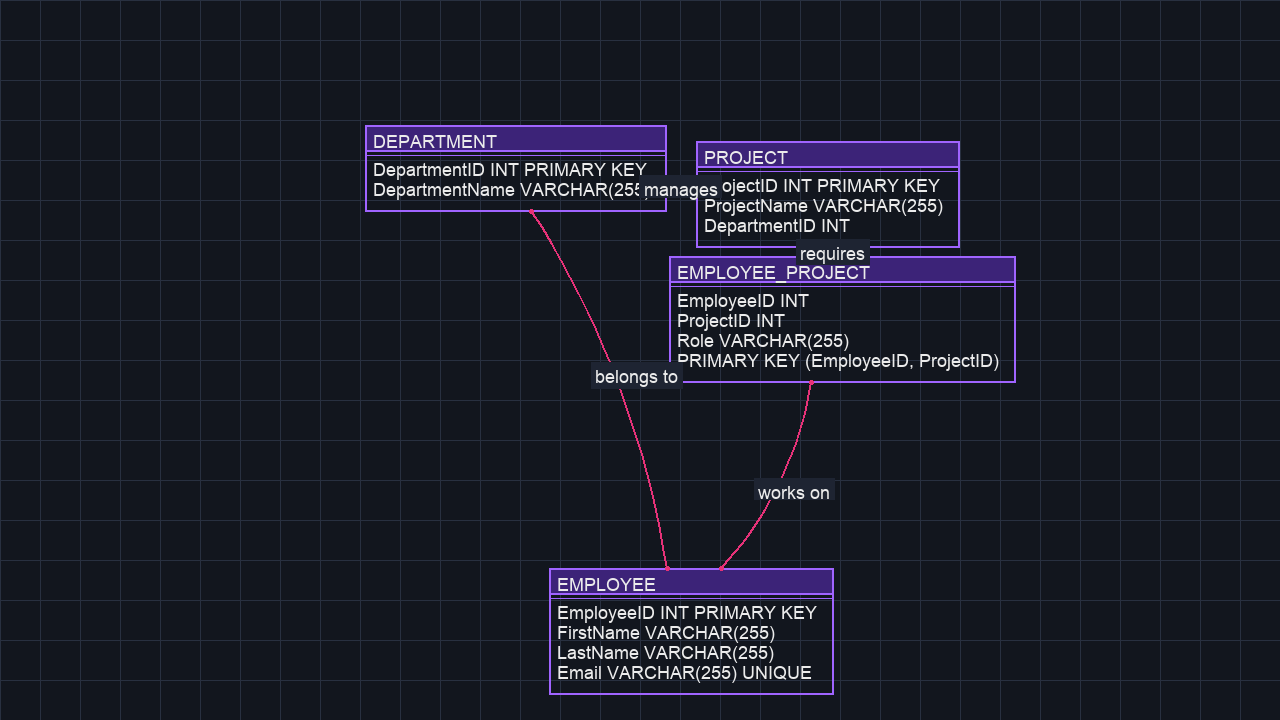 DEPARTMENT
DepartmentID INT PRIMARY KEY
DepartmentName VARCHAR(255
manages
PROJECT
ojectID INT PRIMARY KEY
ProjectName VARCHAR(255)
DepartmentID INT
requires
EMPLOYEE_PROJECT
EmployeeID INT
ProjectID INT
Role VARCHAR(255)
PRIMARY KEY (EmployeeID, ProjectID)
belongs to
works on
EMPLOYEE
EmployeeID INT PRIMARY KEY
FirstName VARCHAR(255)
LastName VARCHAR(255)
Email VARCHAR(255) UNIQUE